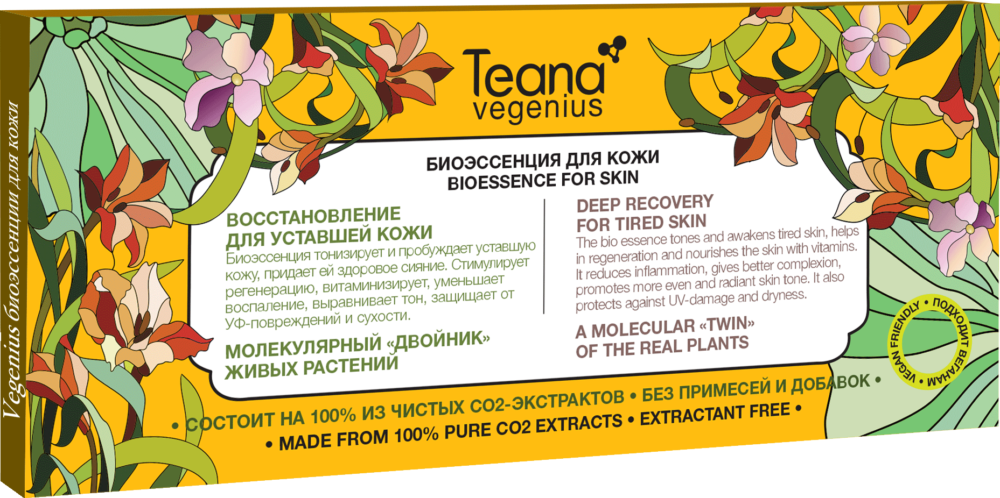 Teana
vegenius
БИОЭССЕНЦИЯ ДЛЯ КОЖИ
BIOESSENCE FOR SKIN
ВОССТАНОВЛЕНИЕ
ДЛЯ УСТАВШЕЙ КОЖИ
Биоэссенция тонизирует и пробуждает уставшую
кожу, придает ей здоровое сияние. Стимулирует
регенерацию, витаминизирует, уменьшает
воспаление, выравнивает тон, защищает от
УФ-повреждений и сухости.
МОЛЕКУЛЯРНЫЙ «ДВОЙНИК»
ЖИВЫХ РАСТЕНИЙ
DEEP RECOVERY
FOR TIRED SKIN
The bio essence tones and awakens tired skin, helps
in regeneration and nourishes the skin with vitamins.
It reduces inflammation, gives better complexion,
promotes more even and radiant skin tone. It also
protects against UV-damage and dryness.
A MOLECULAR «TWIN»
OF THE REAL PLANTS
• СОСТОИТ НА 100% ИЗ ЧИСТЫХ CO2-ЭКСТРАКТОВ • БЕЗ ПРИМЕСЕЙ И ДОБАВОК •
• MADE FROM 100% PURE CO2 EXTRACTS • EXTRACTANT FREE •
VEGAN FRIENDLY • ПОДХОДИТ ВЕГАНАМ •
Vegenius биоэссенции для кожи